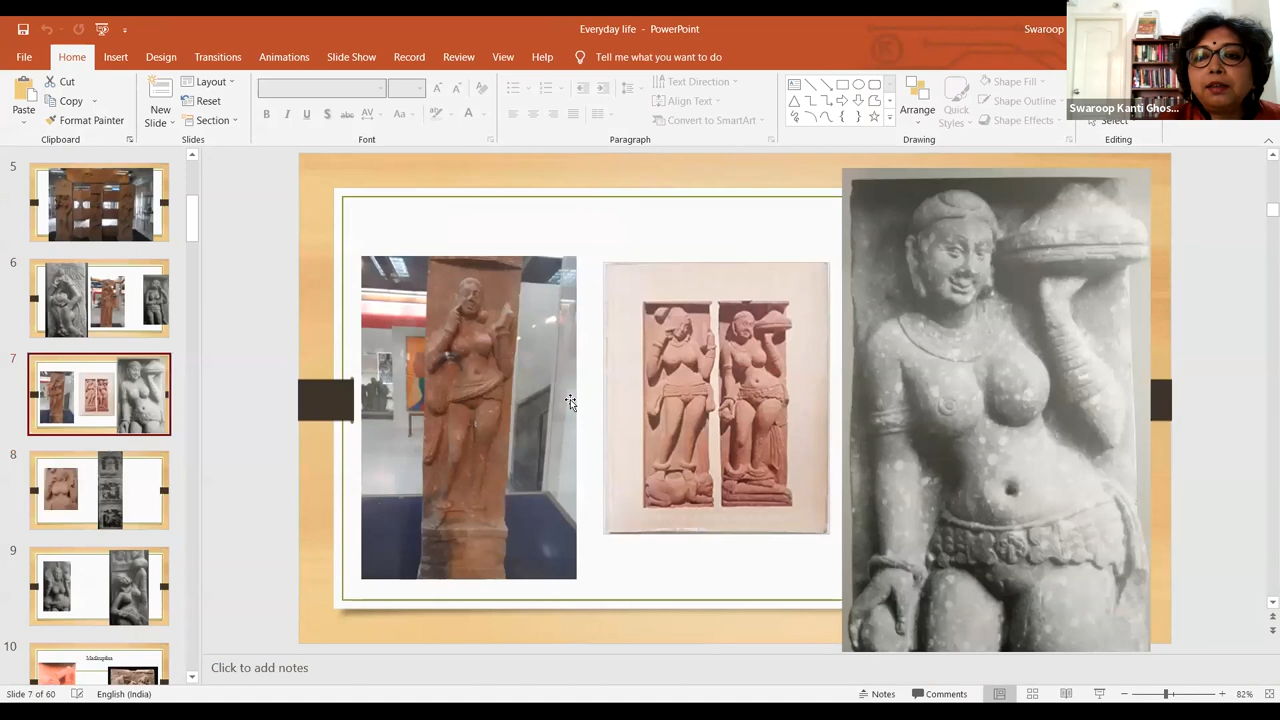 Everyday life - PowerPoint
Swaroop
File Home Insert Design Transitions Animations Slide Show Record Review View Help Tell me what you want to do
Swaroop Kanti Ghos...
Paste
Cut
Copy
Format Painter
Clipboard
New Slide
Layout
Reset
Section
Slides
I U S ab AV Aa A
Font
Text Direction
Align Text
Convert to SmartArt
Paragraph
Arrange
Quick Styles
Shape Fill
Shape Outline
Shape Effects
Drawing
Select
Editing
5
6
7
8
9
10
Madhupan
Click to add notes
Slide 7 of 60 English (India) Notes Comments 82%